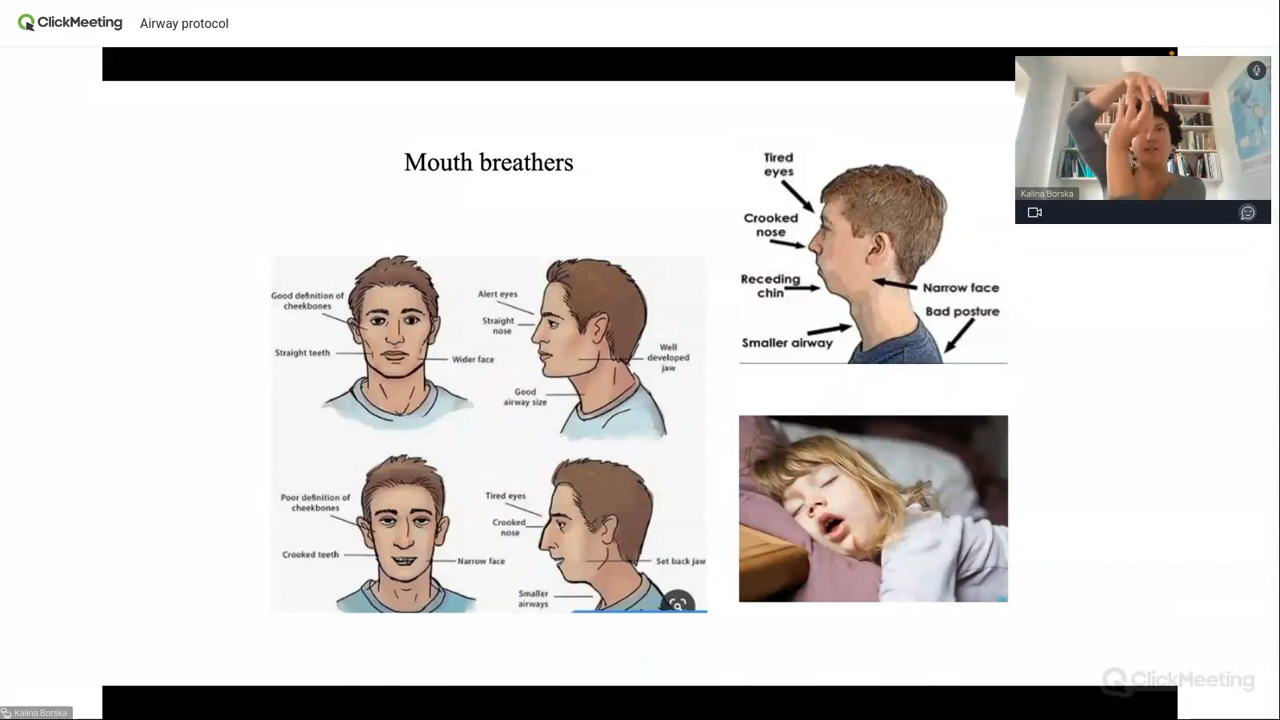 ClickMeeting
Airway protocol
Mouth breathers
Good definition of
cheekbones
Straight teeth
Wider face
Alert eyes
Straight
nose
Well
developed
jaw
Good
airway size
Poor definition of
cheekbones
Crooked teeth
Narrow face
Tired eyes
Crooked
nose
Set back jaw
Smaller
airways
Tired
eyes
Crooked
nose
Receding
chin
Narrow face
Bad posture
Smaller airway
Kalina Borska
ClickMeeting
Kalina Borska